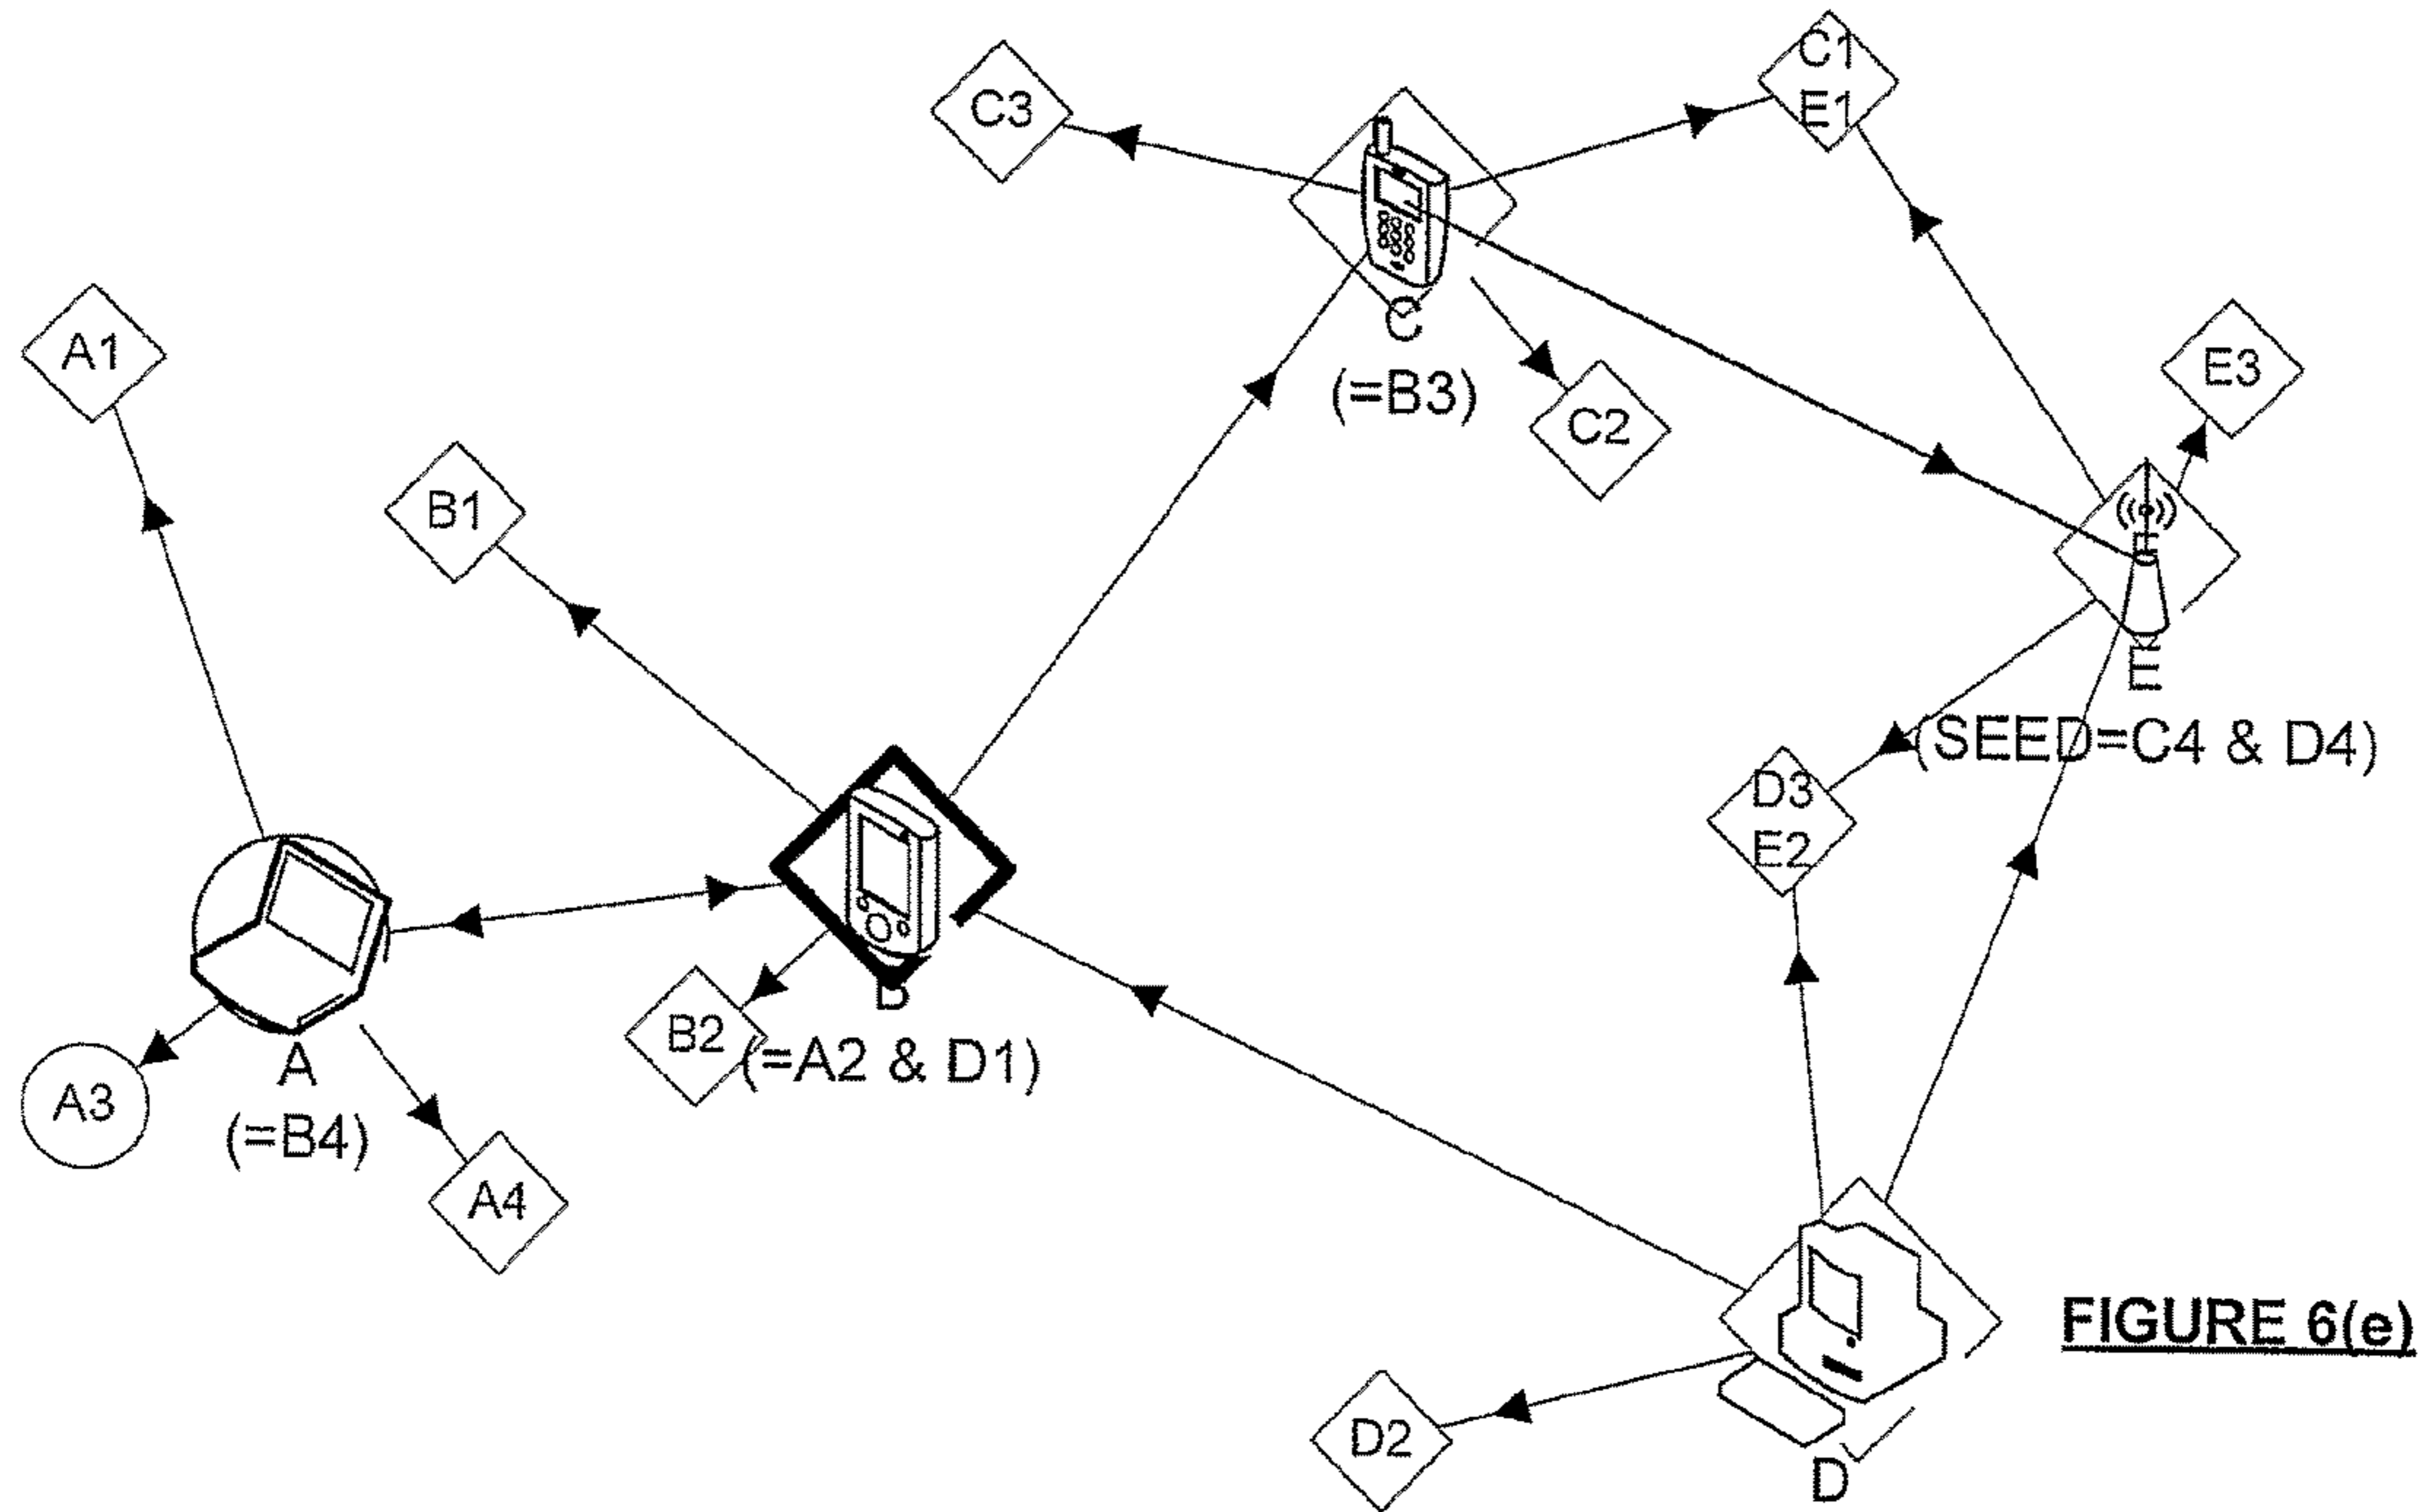 C1
E1
C3
C
(=B3)
C2
A1
E3
B1
E
(SEED=C4 & D4)
D3
E2
B
B2
(=A2 & D1)
A
(=B4)
A3
A4
FIGURE 6(e)
D2
D